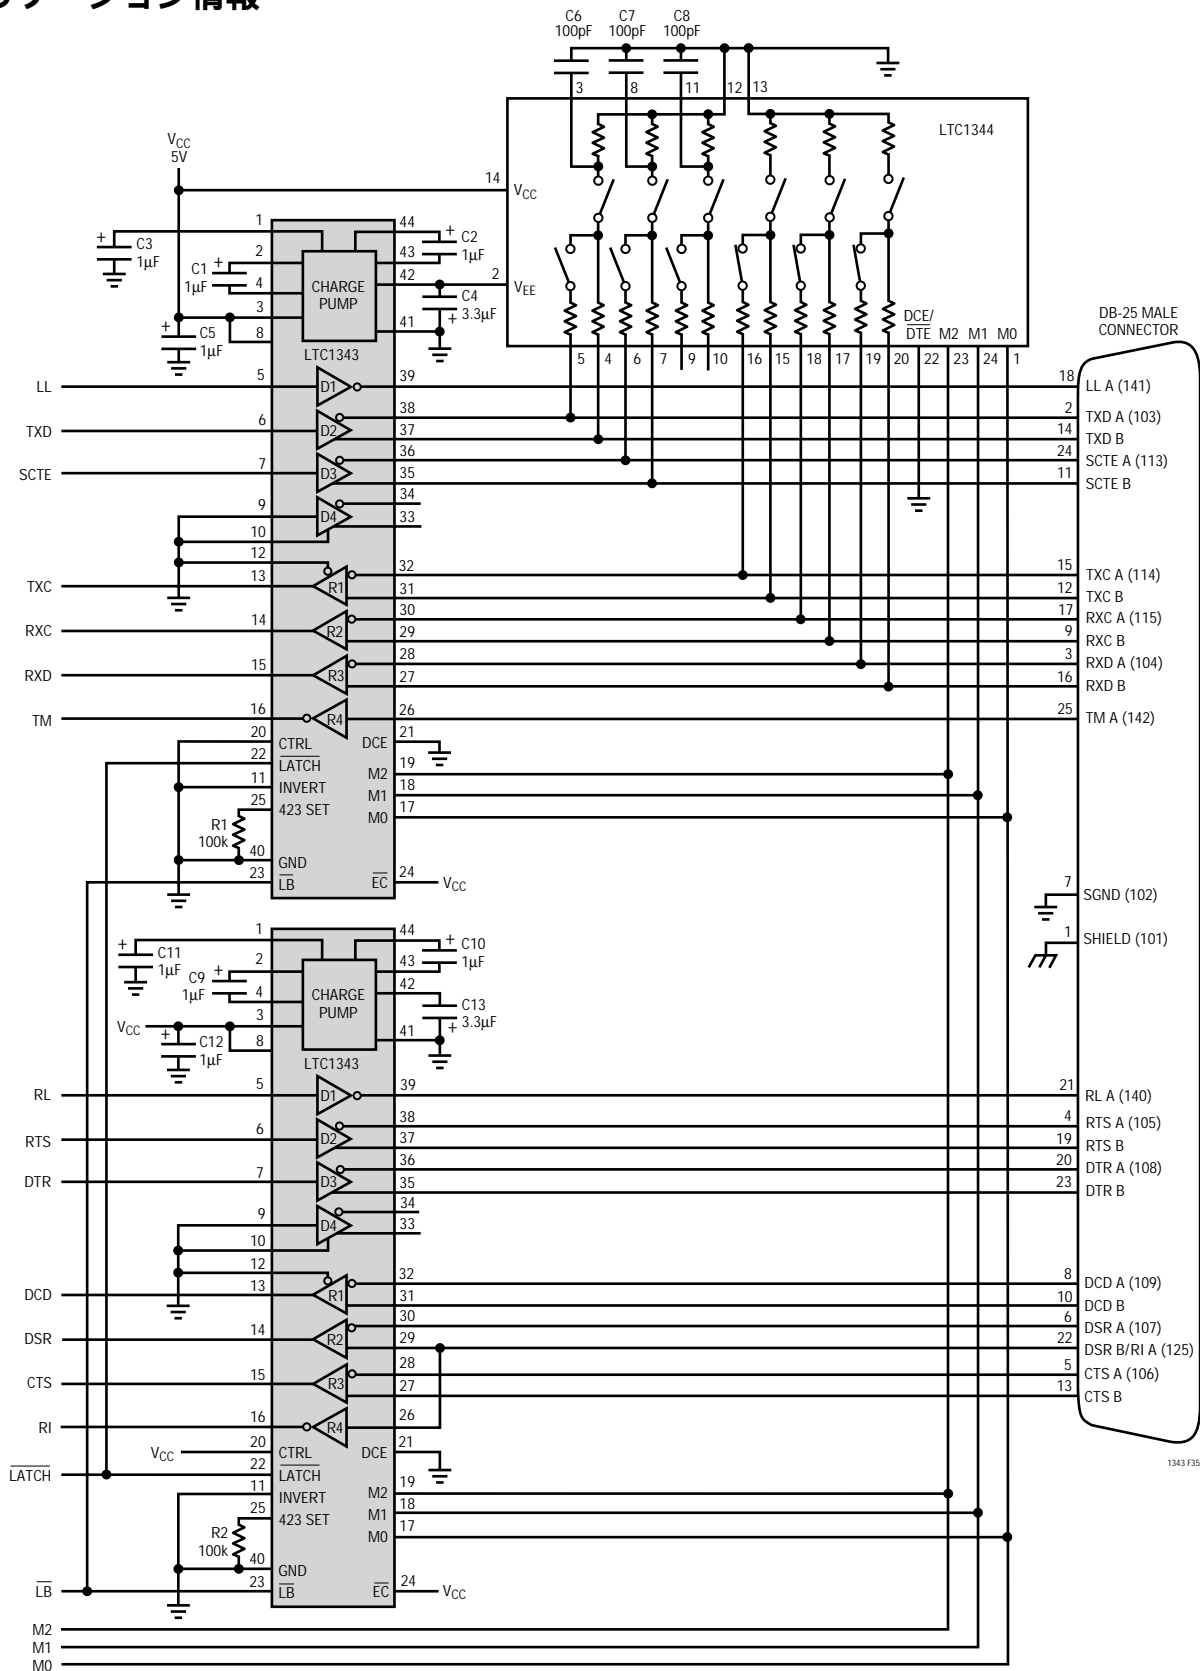 ション情報
C6
100pF
C7
100pF
C8
100pF
3
8
11
12
13
LTC1344
VCC
5V
14
VCC
2
VEE
DCE/
DTE
M2
M1
M0
5
4
6
7
9
10
16
15
18
17
19
20
22
23
24
1
DB-25 MALE
CONNECTOR
1
44
+
C3
1µF
2
43
+
C2
1µF
C1
1µF
+
4
42
CHARGE
PUMP
C4
3.3µF
+
3
8
41
+
C5
1µF
LTC1343
LL
5
D1
39
18
LL A (141)
TXD
6
D2
38
2
TXD A (103)
37
14
TXD B
SCTE
7
D3
36
24
SCTE A (113)
35
11
SCTE B
9
D4
34
33
10
12
TXC
13
R1
32
15
TXC A (114)
31
12
TXC B
RXC
14
R2
30
17
RXC A (115)
29
9
RXC B
RXD
15
R3
28
3
RXD A (104)
27
16
RXD B
TM
16
R4
26
25
TM A (142)
20
CTRL
DCE
21
22
LATCH
M2
19
11
INVERT
M1
18
25
423 SET
M0
17
R1
100k
40
GND
23
LB
EC
24
VCC
7
SGND (102)
1
SHIELD (101)
1
44
+
C11
1µF
2
43
+
C10
1µF
C9
1µF
+
4
42
CHARGE
PUMP
C13
3.3µF
+
VCC
3
8
41
+
C12
1µF
LTC1343
RL
5
D1
39
21
RL A (140)
RTS
6
D2
38
4
RTS A (105)
37
19
RTS B
DTR
7
D3
36
20
DTR A (108)
35
23
DTR B
9
D4
34
33
10
12
DCD
13
R1
32
8
DCD A (109)
31
10
DCD B
DSR
14
R2
30
6
DSR A (107)
29
22
DSR B/RI A (125)
CTS
15
R3
28
5
CTS A (106)
27
13
CTS B
RI
16
R4
26
VCC
20
CTRL
DCE
21
LATCH
22
LATCH
1343 F35
11
INVERT
M2
19
25
423 SET
M1
18
M0
17
R2
100k
40
GND
LB
23
LB
EC
24
VCC
M2
M1
M0